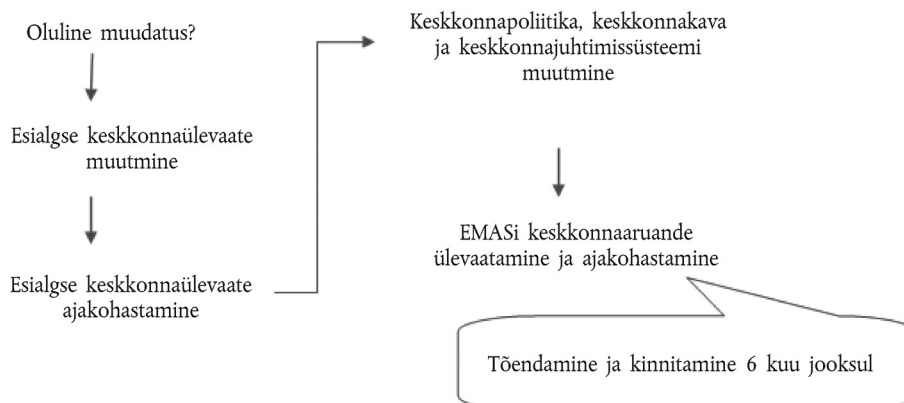 Oluline muudatus?
Esialgse keskkonnaülevaate
muutmine
Esialgse keskkonnaülevaate
ajakohastamine
Keskkonnapoliitika, keskkonnakava
ja keskkonnajuhtimissüsteemi
muutmine
EMASi keskkonnaaruande
ülevaatamine ja ajakohastamine
Tõendamine ja kinnitamine 6 kuu jooksul